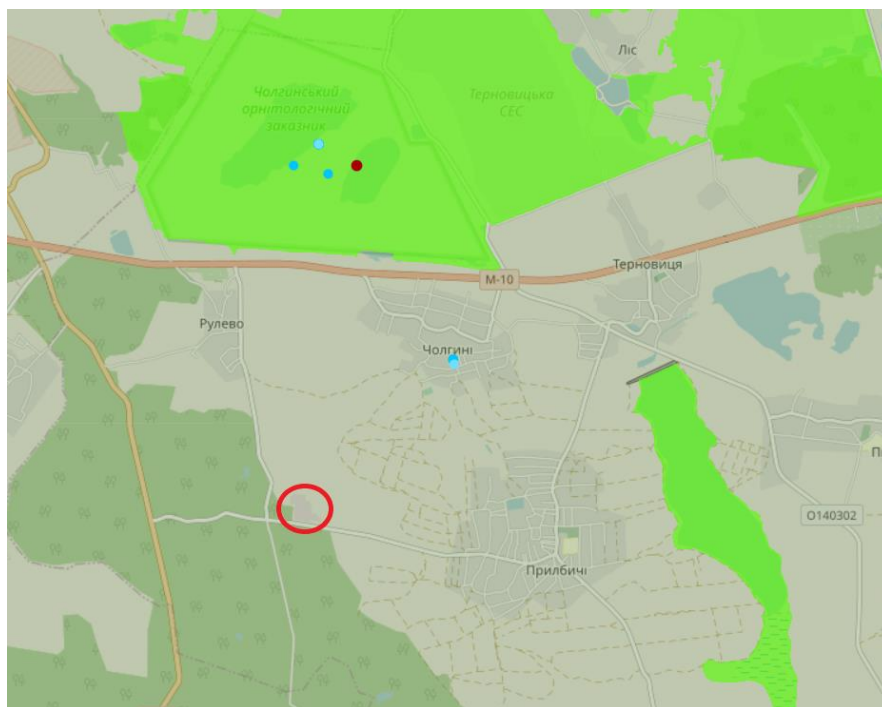 Ліс
Чолгинський
орнітологічний
заказник
Терновицька
СЕС
Терновиця
М-10
Рулево
Чолгині
О140302
Прилбичі